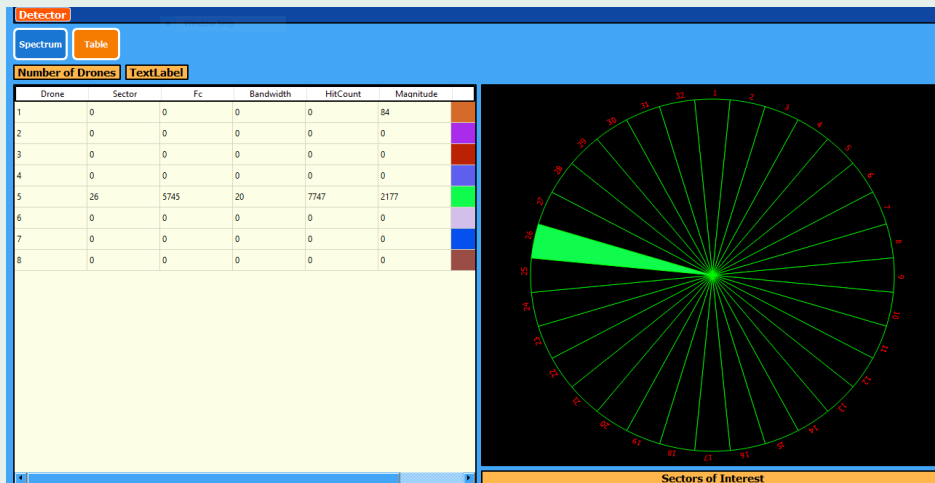 Detector
Spectrum Table
Number of Drones TextLabel
Drone Sector Fc Bandwidth HitCount Magnitude
1 0 0 0 0 84
2 0 0 0 0 0
3 0 0 0 0 0
4 0 0 0 0 0
5 26 5745 20 7747 2177
6 0 0 0 0 0
7 0 0 0 0 0
8 0 0 0 0 0
1
2
3
4
5
6
7
8
9
10
11
12
13
14
15
16
17
18
19
20
21
22
23
24
25
26
27
28
29
30
31
32
Sectors of Interest